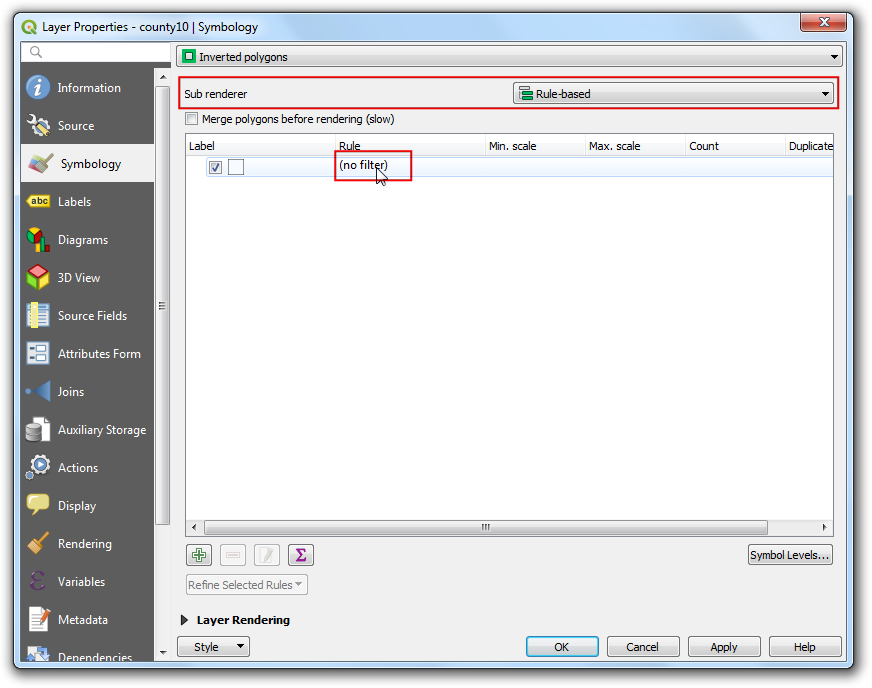 Layer Properties - county10 | Symbology
Inverted polygons
Information
Source
Symbology
abc Labels
Diagrams
3D View
Source Fields
Attributes Form
Joins
Auxiliary Storage
Actions
Display
Rendering
Variables
Metadata
Dependencies
Sub renderer Rule-based
Merge polygons before rendering (slow)
Label Rule Min. scale Max. scale Count Duplicate
(no filter)
Σ Symbol Levels...
Refine Selected Rules
Layer Rendering
Style OK Cancel Apply Help